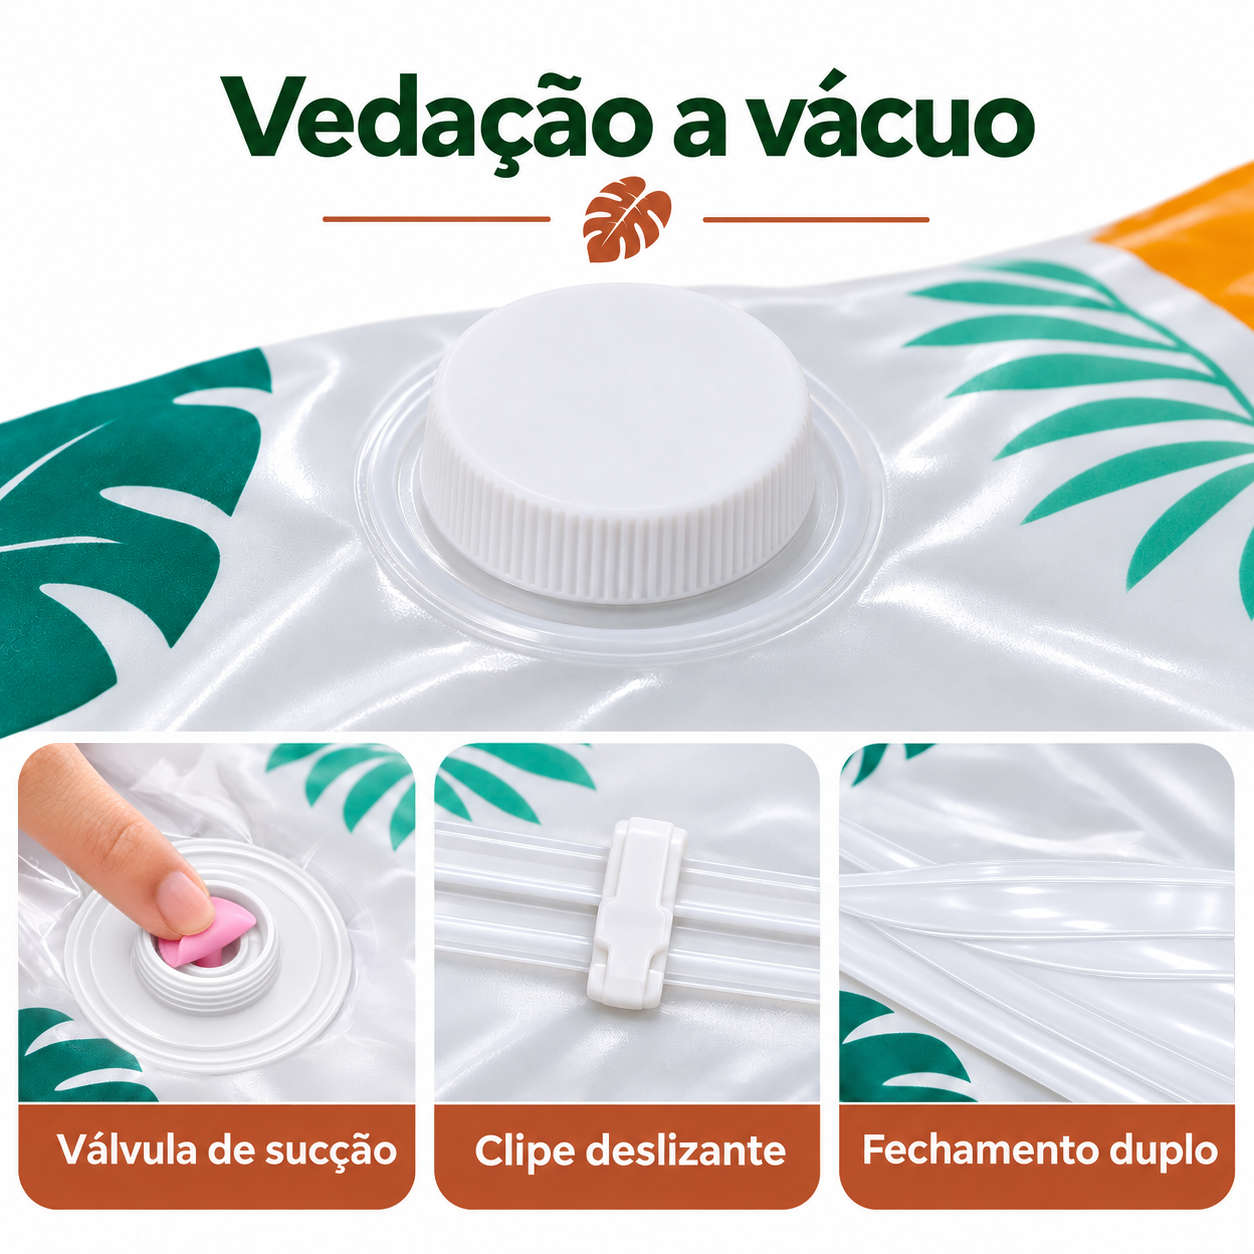 Vedação a vácuo
Válvula de sucção
Clipe deslizante
Fechamento duplo